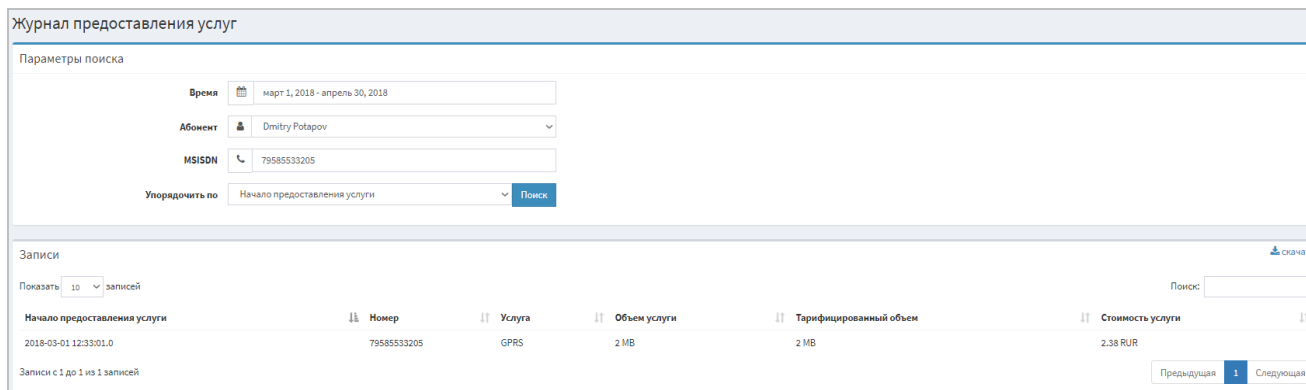 Журнал предоставления услуг
Параметры поиска
Время март 1, 2018 - апрель 30, 2018
Абонент Dmitry Potapov
MSISDN 79585533205
Упорядочить по Начало предоставления услуги Поиск
Записи скача
Показать 10 записей Поиск:
Начало предоставления услуги Номер Услуга Объем услуги Тарифицированный объем Стоимость услуги
2018-03-01 12:33:01.0 79585533205 GPRS 2 MB 2 MB 2.38 RUR
Записи с 1 до 1 из 1 записей Предыдущая 1 Следующая